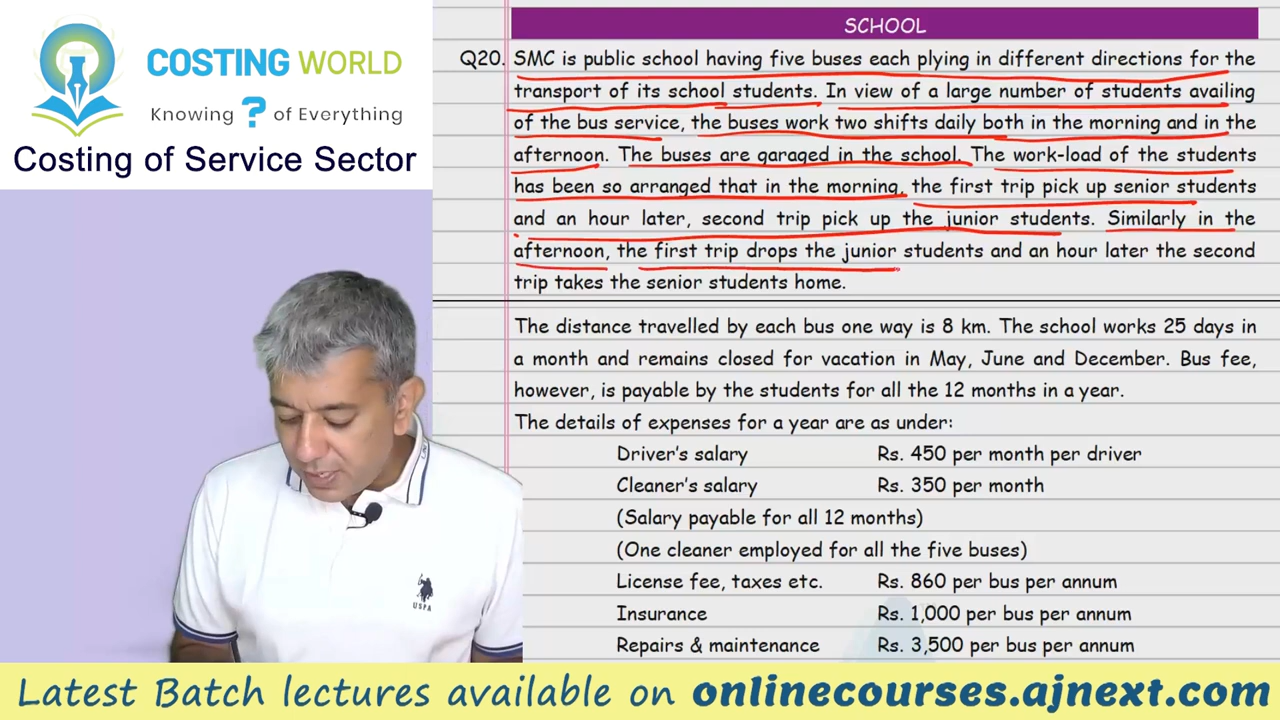 COSTING WORLD
Knowing ? of Everything
Costing of Service Sector
SCHOOL
Q20. SMC is public school having five buses each plying in different directions for the
transport of its school students. In view of a large number of students availing
of the bus service, the buses work two shifts daily both in the morning and in the
afternoon. The buses are garaged in the school. The work-load of the students
has been so arranged that in the morning, the first trip pick up senior students
and an hour later, second trip pick up the junior students. Similarly in the
afternoon, the first trip drops the junior students and an hour later the second
trip takes the senior students home.
The distance travelled by each bus one way is 8 km. The school works 25 days in
a month and remains closed for vacation in May, June and December. Bus fee,
however, is payable by the students for all the 12 months in a year.
The details of expenses for a year are as under:
Driver's salary Rs. 450 per month per driver
Cleaner's salary Rs. 350 per month
(Salary payable for all 12 months)
(One cleaner employed for all the five buses)
License fee, taxes etc. Rs. 860 per bus per annum
Insurance Rs. 1,000 per bus per annum
Repairs & maintenance Rs. 3,500 per bus per annum
USPA
Latest Batch lectures available on onlinecourses.ajnext.com